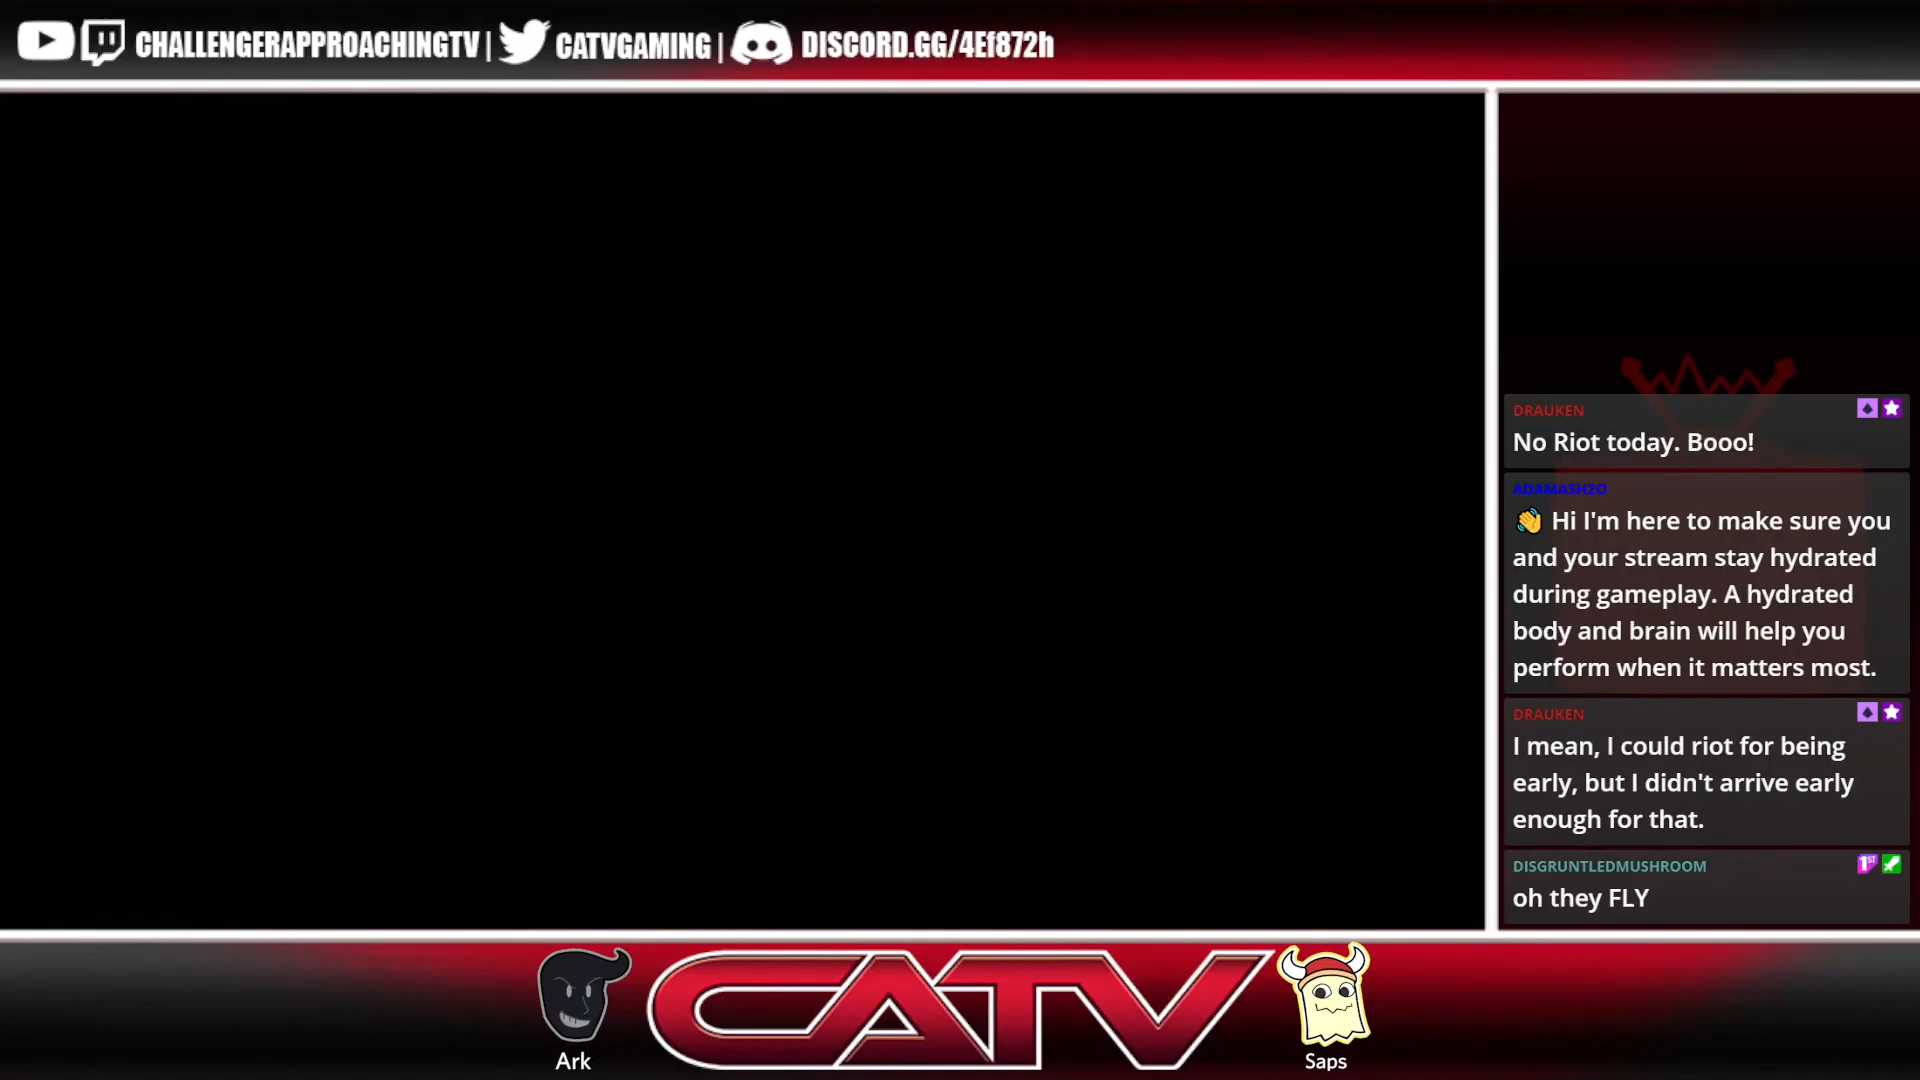 CHALLENGERAPPROACHINGTV | CATVGAMING | DISCORD.GG/4Ef872h
DRAUKEN
No Riot today. Booo!
ADAMASH2O
👋 Hi I'm here to make sure you
and your stream stay hydrated
during gameplay. A hydrated
body and brain will help you
perform when it matters most.
DRAUKEN
I mean, I could riot for being
early, but I didn't arrive early
enough for that.
DISGRUNTLEDMUSHROOM 1ST
oh they FLY
CATV
Ark
Saps